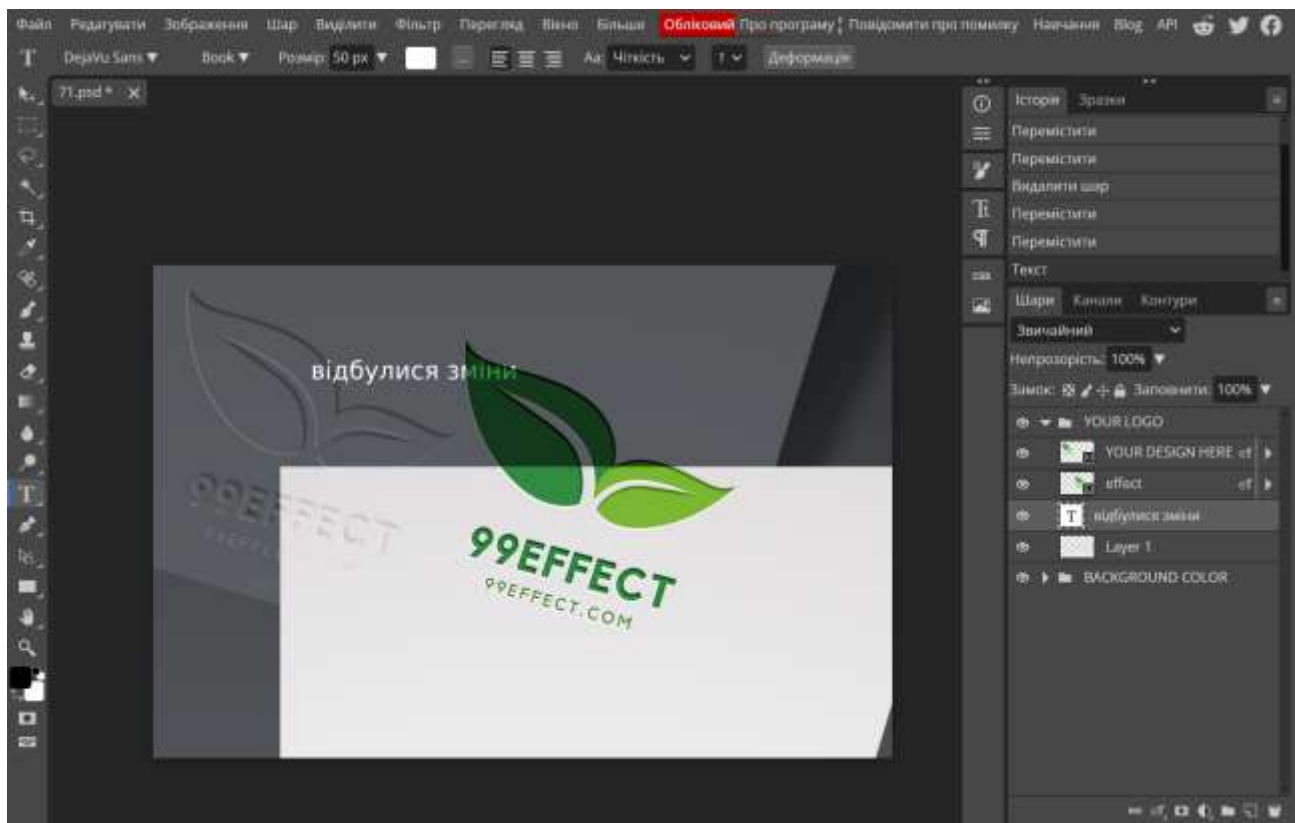 Файл Редагувати Зображення Шар Виділити Фільтр Перегляд Вікно Більше Обліковий Про програму Повідомити про помилку Навчання Blog API
DejaVu Sans Book Розмір: 50 px ... Aa: Чіткість Деформація
71.psd *
Історія Зразки
Перемістити
Перемістити
Видалити шар
Перемістити
Перемістити
Текст
Шари Канали Контури
Звичайний
Непрозорість: 100%
Замок: Заповнити: 100%
YOUR LOGO
YOUR DESIGN HERE eff
effect eff
відбулися зміни
Layer 1
BACKGROUND COLOR
відбулися зміни
99EFFECT
99EFFECT
99EFFECT.COM